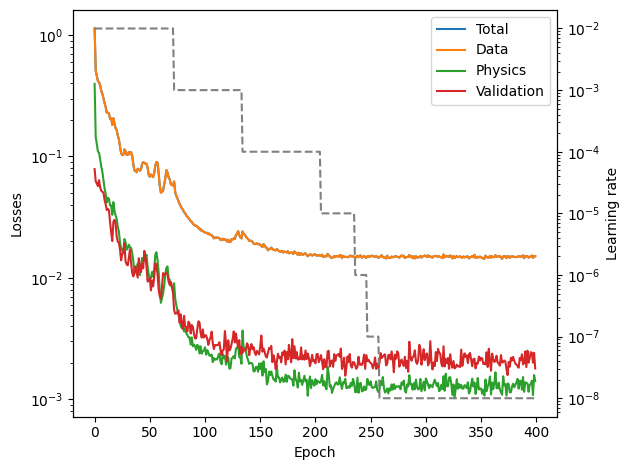 Total
Data
Physics
Validation
10⁰
10⁻¹
10⁻²
10⁻³
Losses
10⁻²
10⁻³
10⁻⁴
10⁻⁵
10⁻⁶
10⁻⁷
10⁻⁸
Learning rate
0 50 100 150 200 250 300 350 400
Epoch